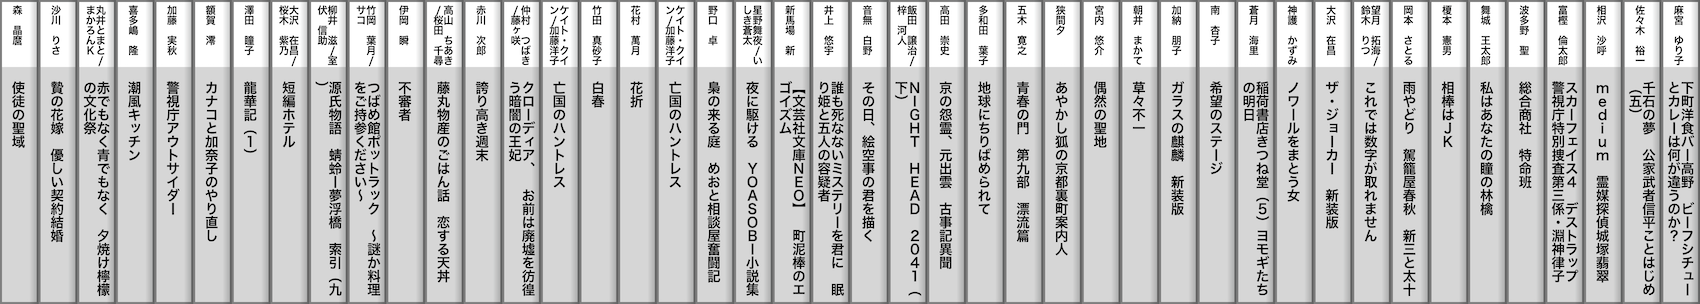 麻宮 ゆり子
下町洋食バー高野 ビーフシチュー
とカレーは何が違うのか?
佐々木 裕一
千石の夢 公家武者信平ことはじめ
(五)
相沢 沙呼
medium 霊媒探偵城塚翡翠
富樫 倫太郎
スカーフェイス4 デストラップ
警視庁特別捜査第三係・淵神律子
波多野 聖
総合商社 特命班
舞城 王太郎
私はあなたの瞳の林檎
榎本 憲男
相棒はJK
岡本 さとる
雨やどり 駕籠屋春秋 新三と太十
望月 拓海/
鈴木 りつ
これでは数字が取れません
大沢 在昌
ザ・ジョーカー 新装版
神護 かずみ
ノワールをまとう女
蒼月 海里
稲荷書店きつね堂(5)ヨモギたち
の明日
南 杏子
希望のステージ
加納 朋子
ガラスの麒麟 新装版
朝井 まかて
草々不一
宮内 悠介
偶然の聖地
狭間夕
あやかし狐の京都裏町案内人
五木 寛之
青春の門 第九部 漂流篇
多和田 葉子
地球にちりばめられて
高田 崇史
京の怨霊、元出雲 古事記異聞
飯田 譲治/
梓 河人
NIGHT HEAD 2041(
下)
音無 白野
その日、絵空事の君を描く
井上 悠宇
誰も死なないミステリーを君に 眠
り姫と五人の容疑者
新馬場 新
【文芸社文庫NEO】 町泥棒のエ
ゴイズム
星野舞夜/い
しき蒼太
夜に駆ける YOASOBI小説集
野口 卓
梟の来る庭 めおと相談屋奮闘記
ケイト・クイ
ン/加藤洋子
亡国のハントレス
花村 萬月
花折
竹田 真砂子
白春
ケイト・クイ
ン/加藤洋子
亡国のハントレス
仲村 つばき
/藤ヶ咲
クローディア、 お前は廃墟を彷徨
う暗闇の王妃
赤川 次郎
誇り高き週末
高山 ちあき
/桜田 千尋
藤丸物産のごはん話 恋する天丼
伊岡 瞬
不審者
竹岡 葉月/
サコ
つばめ館ポットラック ~謎か料理
をご持参ください~
柳井 滋/室
伏 信助
源氏物語 蜻蛉ー夢浮橋 索引(九
)
大沢 在昌/
桜木 紫乃
短編ホテル
澤田 瞳子
龍華記(1)
額賀 澪
カナコと加奈子のやり直し
加藤 実秋
警視庁アウトサイダー
喜多嶋 隆
潮風キッチン
丸井とまと/
まかろんK
赤でもなく青でもなく 夕焼け檸檬
の文化祭
沙川 りさ
贄の花嫁 優しい契約結婚
森 晶麿
使徒の聖域